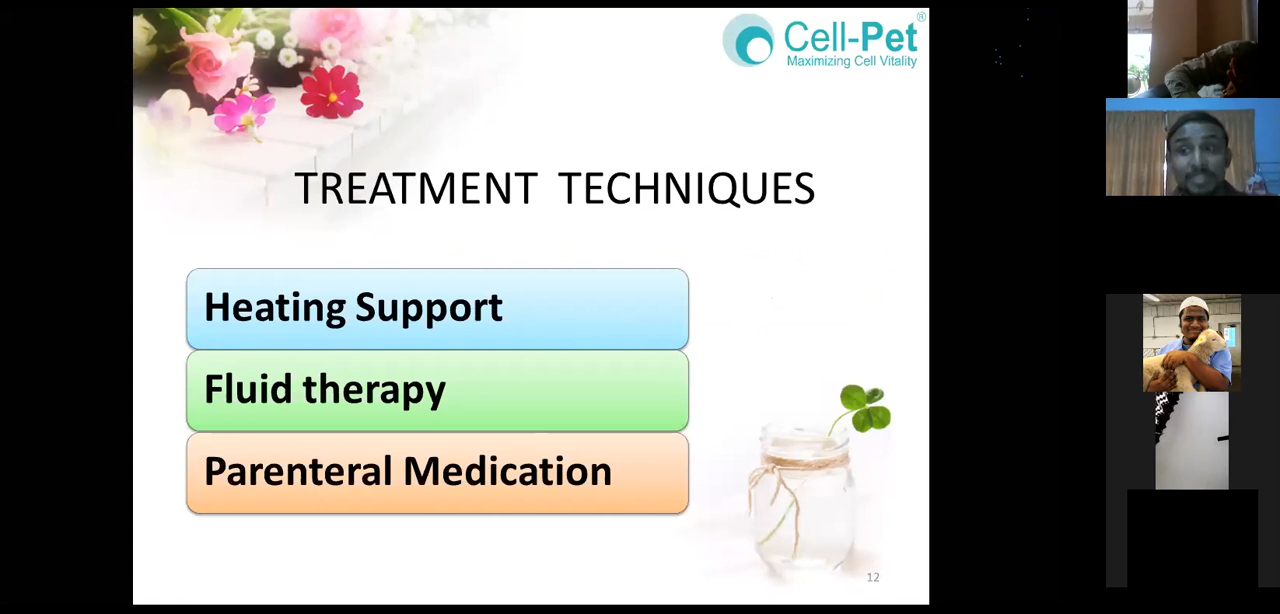 Cell-Pet®
Maximizing Cell Vitality
TREATMENT TECHNIQUES
Heating Support
Fluid therapy
Parenteral Medication
12